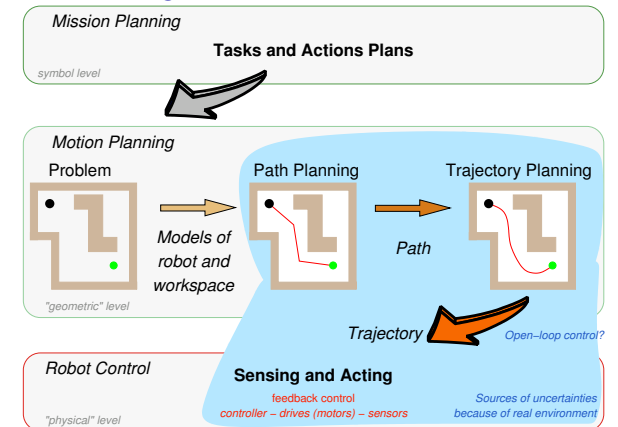 Mission Planning
Tasks and Actions Plans
symbol level
Motion Planning
Problem
Path Planning
Trajectory Planning
Models of
robot and
workspace
Path
"geometric" level
Trajectory
Open–loop control?
Robot Control
Sensing and Acting
feedback control
controller – drives (motors) – sensors
Sources of uncertainties
because of real environment
"physical" level